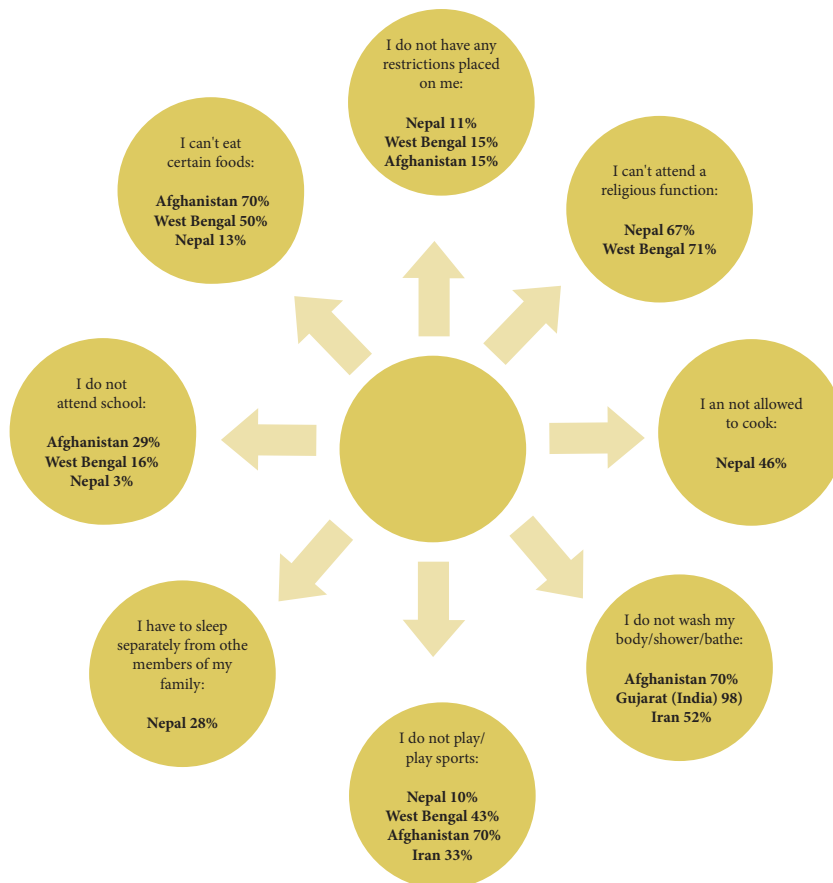 I do not have any
restrictions placed
on me:
Nepal 11%
West Bengal 15%
Afghanistan 15%
I can't attend a
religious function:
Nepal 67%
West Bengal 71%
I an not allowed
to cook:
Nepal 46%
I do not wash my
body/shower/bathe:
Afghanistan 70%
Gujarat (India) 98)
Iran 52%
I do not play/
play sports:
Nepal 10%
West Bengal 43%
Afghanistan 70%
Iran 33%
I have to sleep
separately from othe
members of my
family:
Nepal 28%
I do not
attend school:
Afghanistan 29%
West Bengal 16%
Nepal 3%
I can't eat
certain foods:
Afghanistan 70%
West Bengal 50%
Nepal 13%